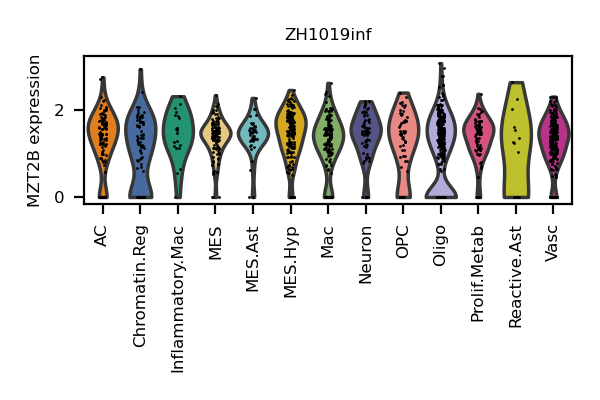 ZH1019inf
MZT2B expression
2
0
AC
Chromatin.Reg
Inflammatory.Mac
MES
MES.Ast
MES.Hyp
Mac
Neuron
OPC
Oligo
Prolif.Metab
Reactive.Ast
Vasc